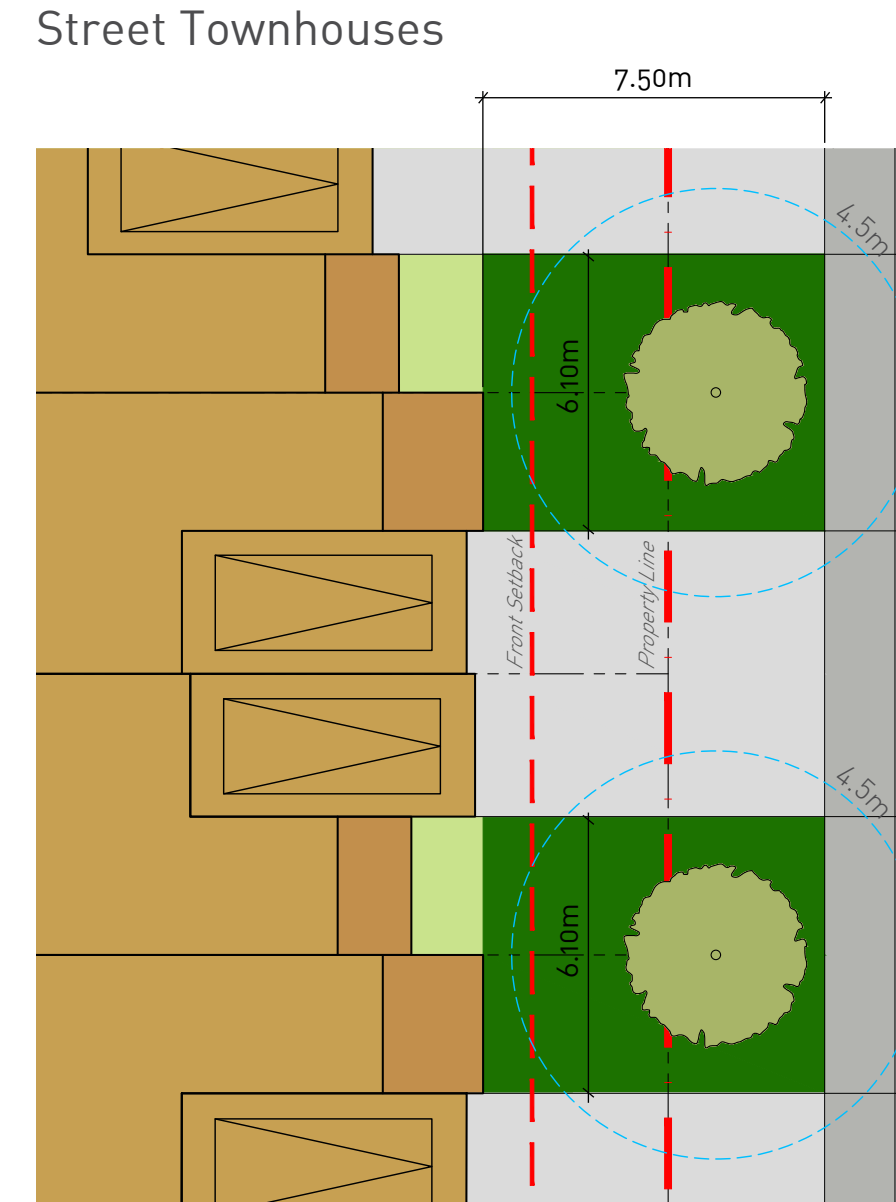 Street Townhouses
7.50m
4.5m
6.10m
Front Setback
Property Line
4.5m
6.10m